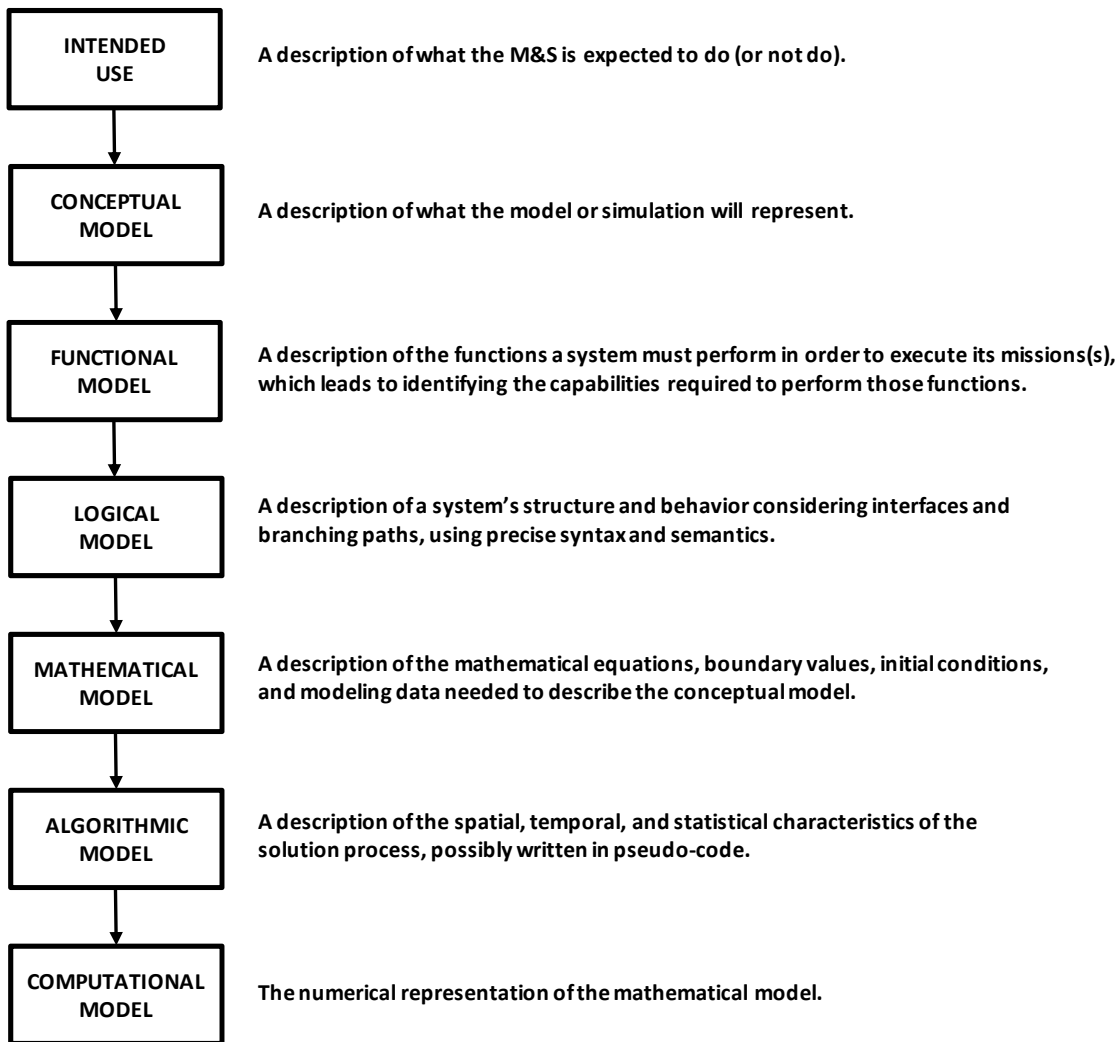 INTENDED
USE
A description of what the M&S is expected to do (or not do).
CONCEPTUAL
MODEL
A description of what the model or simulation will represent.
FUNCTIONAL
MODEL
A description of the functions a system must perform in order to execute its missions(s),
which leads to identifying the capabilities required to perform those functions.
LOGICAL
MODEL
A description of a system’s structure and behavior considering interfaces and
branching paths, using precise syntax and semantics.
MATHEMATICAL
MODEL
A description of the mathematical equations, boundary values, initial conditions,
and modeling data needed to describe the conceptual model.
ALGORITHMIC
MODEL
A description of the spatial, temporal, and statistical characteristics of the
solution process, possibly written in pseudo-code.
COMPUTATIONAL
MODEL
The numerical representation of the mathematical model.